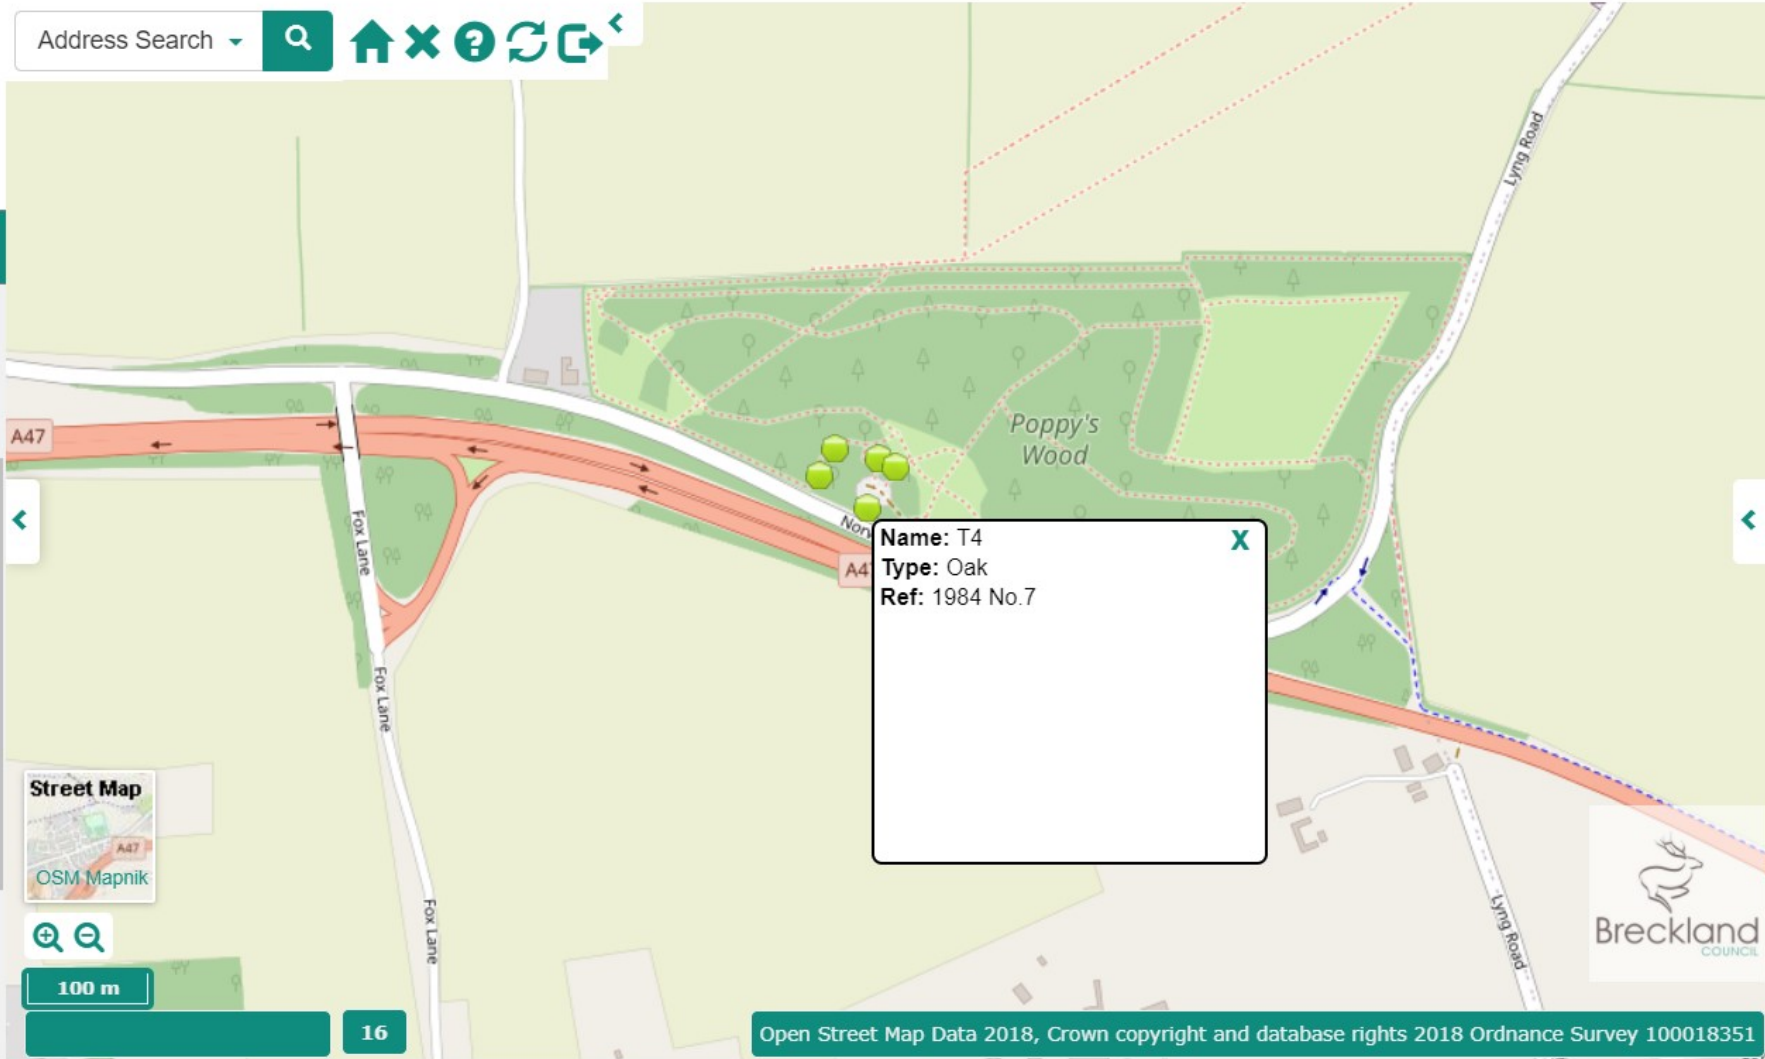 Address Search
Lyng Road
A47
Poppy's
Wood
Fox Lane
A4
Name: T4
X
Type: Oak
Ref: 1984 No.7
Fox Lane
Street Map
A47
OSM Mapnik
Fox Lane
Lyng Road
Breckland
COUNCIL
100 m
16
Open Street Map Data 2018, Crown copyright and database rights 2018 Ordnance Survey 100018351